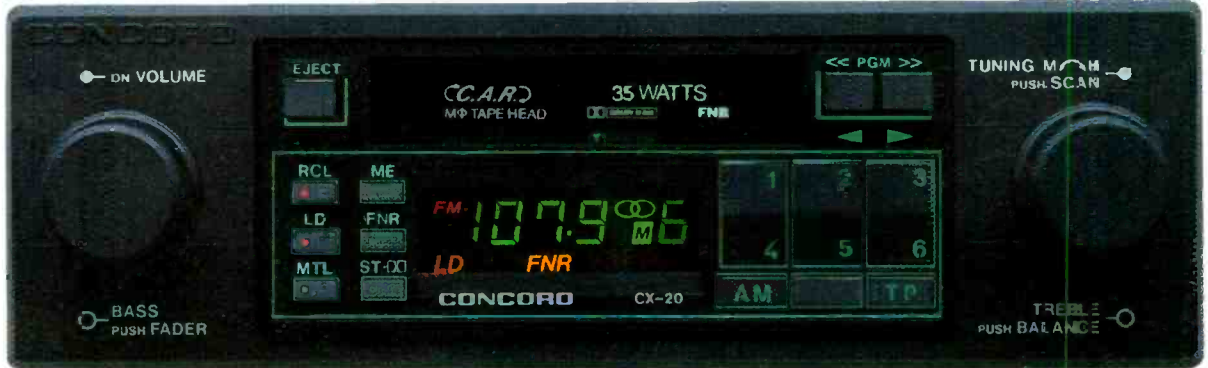 CONCORD
ON VOLUME
EJECT
C.A.R.
MΦ TAPE HEAD
35 WATTS
FNR
<< PGM >>
TUNING M
PUSH SCAN
RCL
ME
LD
FNR
MTL
ST-
FM-107.9 M 6
LD FNR
CONCORD CX-20
1 2 3
4 5 6
AM TP
BASS
PUSH FADER
TREBLE
PUSH BALANCE